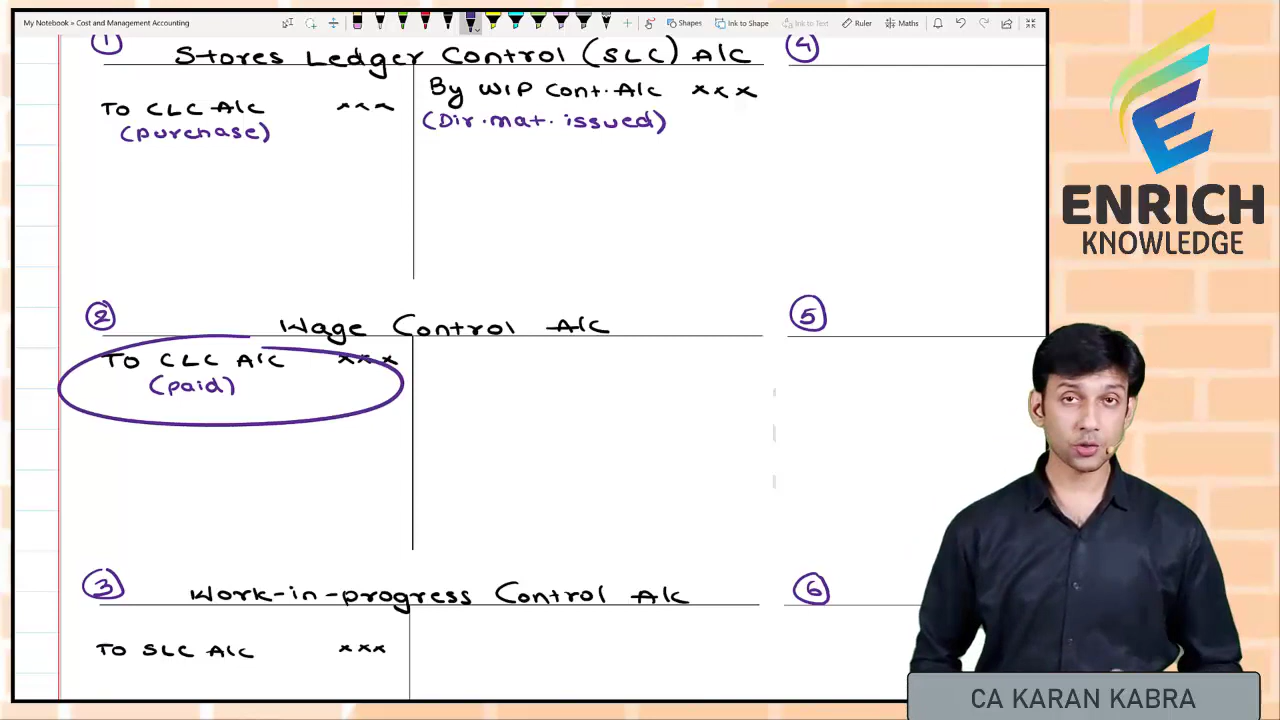 My Notebook » Cost and Management Accounting
Shapes
Ink to Shape
Ink to Text
Ruler
Maths
1
Stores Ledger Control (SLC) A/c
To CLC A/c xxx
(purchase)
By WIP Cont. A/c xxx
(Dir. mat. issued)
4
2
Wage Control A/c
To CLC A/c xxx
(paid)
5
3
Work-in-progress Control A/c
To SLC A/c xxx
6
ENRICH
KNOWLEDGE
CA KARAN KABRA